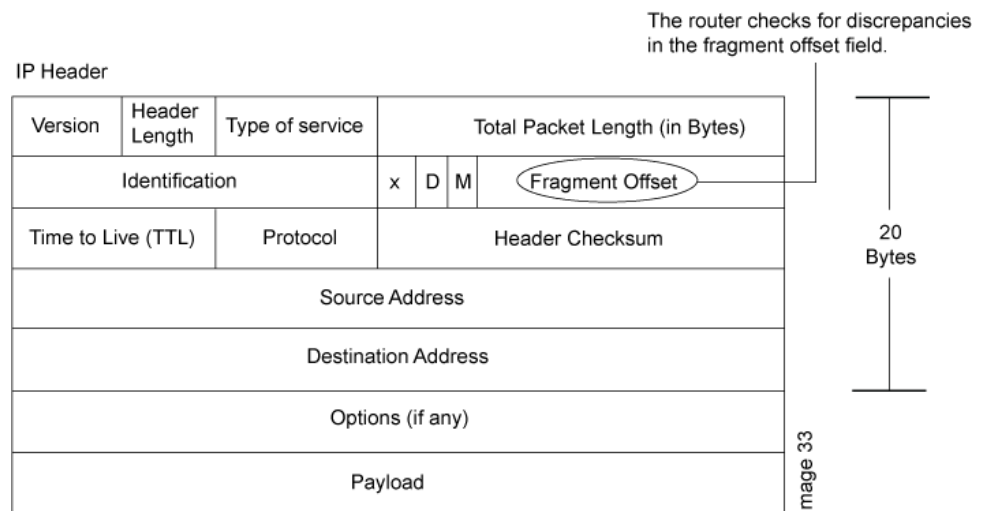 The router checks for discrepancies
in the fragment offset field.
IP Header
Version
Header
Length
Type of service
Total Packet Length (in Bytes)
Identification
x
D
M
Fragment Offset
Time to Live (TTL)
Protocol
Header Checksum
20
Bytes
Source Address
Destination Address
Options (if any)
Payload
mage 33